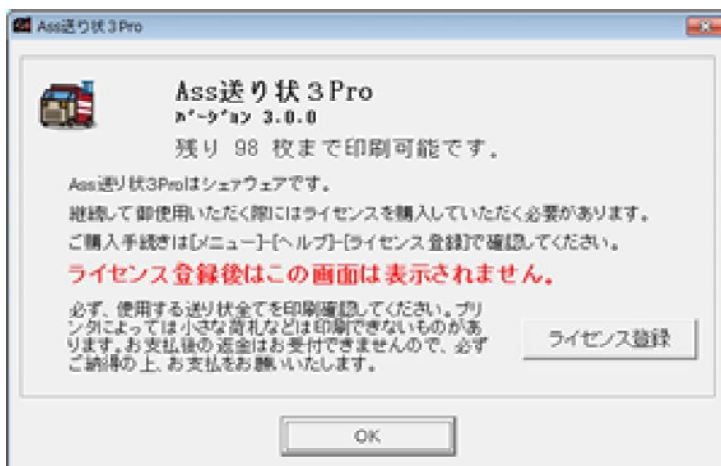 Ass送り状3Pro
Ass送り状3Pro
ﾊﾞｰｼﾞｮﾝ 3.0.0
残り 98 枚まで印刷可能です。
Ass送り状3Proはシェアウェアです。
継続して御使用いただく際にはライセンスを購入していただく必要があります。
ご購入手続きは[メニュー]-[ヘルプ]-[ライセンス登録]で確認してください。
ライセンス登録後はこの画面は表示されません。
必ず、使用する送り状全てを印刷確認してください。プリ
ンタによっては小さな荷札などは印刷できないものがあ
ります。お支払後の返金はお受付できませんので、必ず
ご納得の上、お支払をお願いいたします。
ライセンス登録
OK